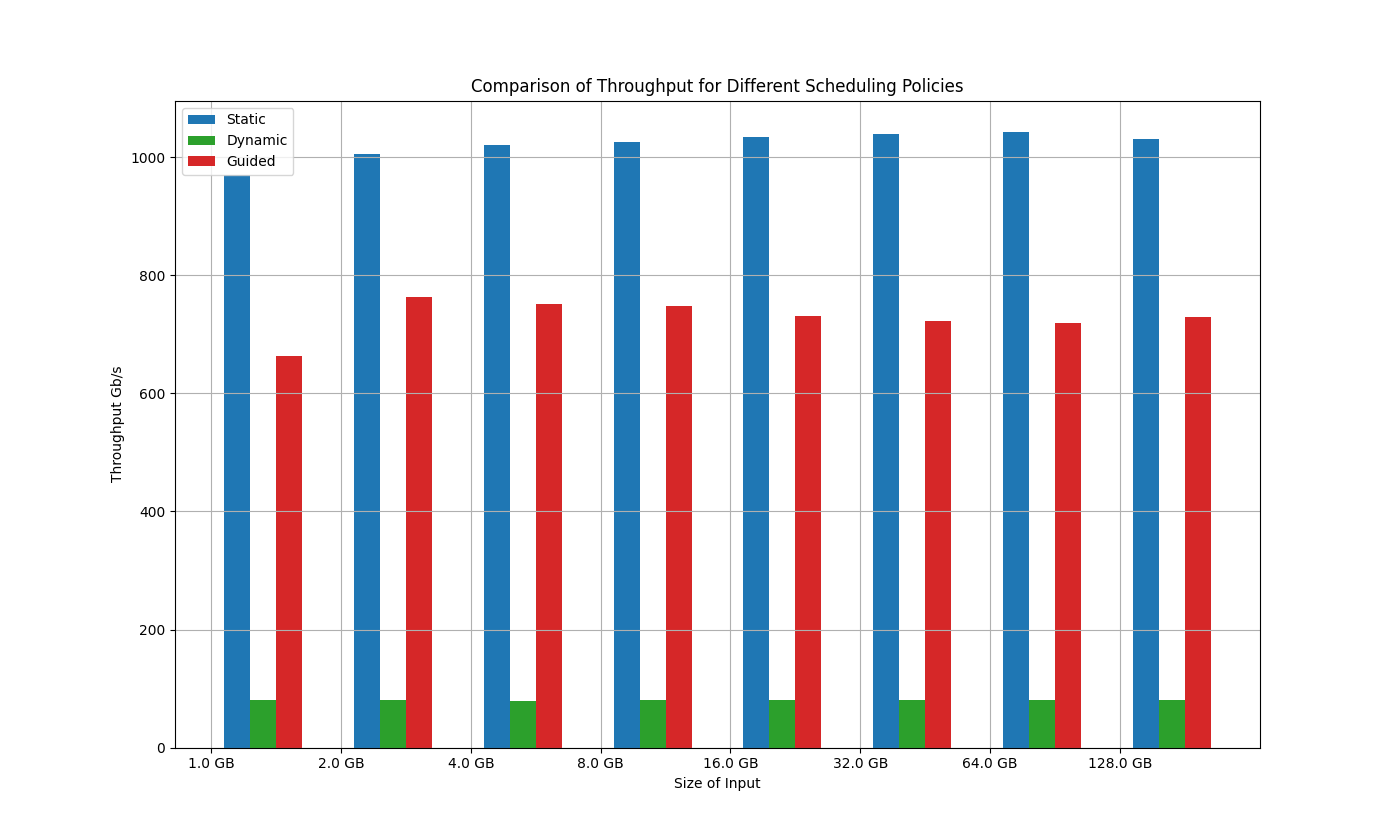 Comparison of Throughput for Different Scheduling Policies
Static
Dynamic
Guided
1000
800
600
400
200
0
Throughput Gb/s
1.0 GB 2.0 GB 4.0 GB 8.0 GB 16.0 GB 32.0 GB 64.0 GB 128.0 GB
Size of Input